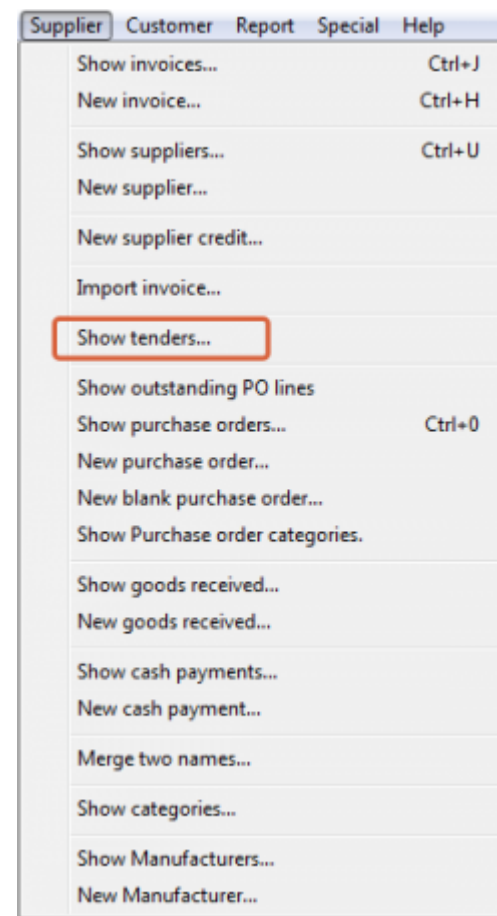 Supplier Customer Report Special Help
Show invoices... Ctrl+J
New invoice... Ctrl+H
Show suppliers... Ctrl+U
New supplier...
New supplier credit...
Import invoice...
Show tenders...
Show outstanding PO lines
Show purchase orders... Ctrl+0
New purchase order...
New blank purchase order...
Show Purchase order categories.
Show goods received...
New goods received...
Show cash payments...
New cash payment...
Merge two names...
Show categories...
Show Manufacturers...
New Manufacturer...